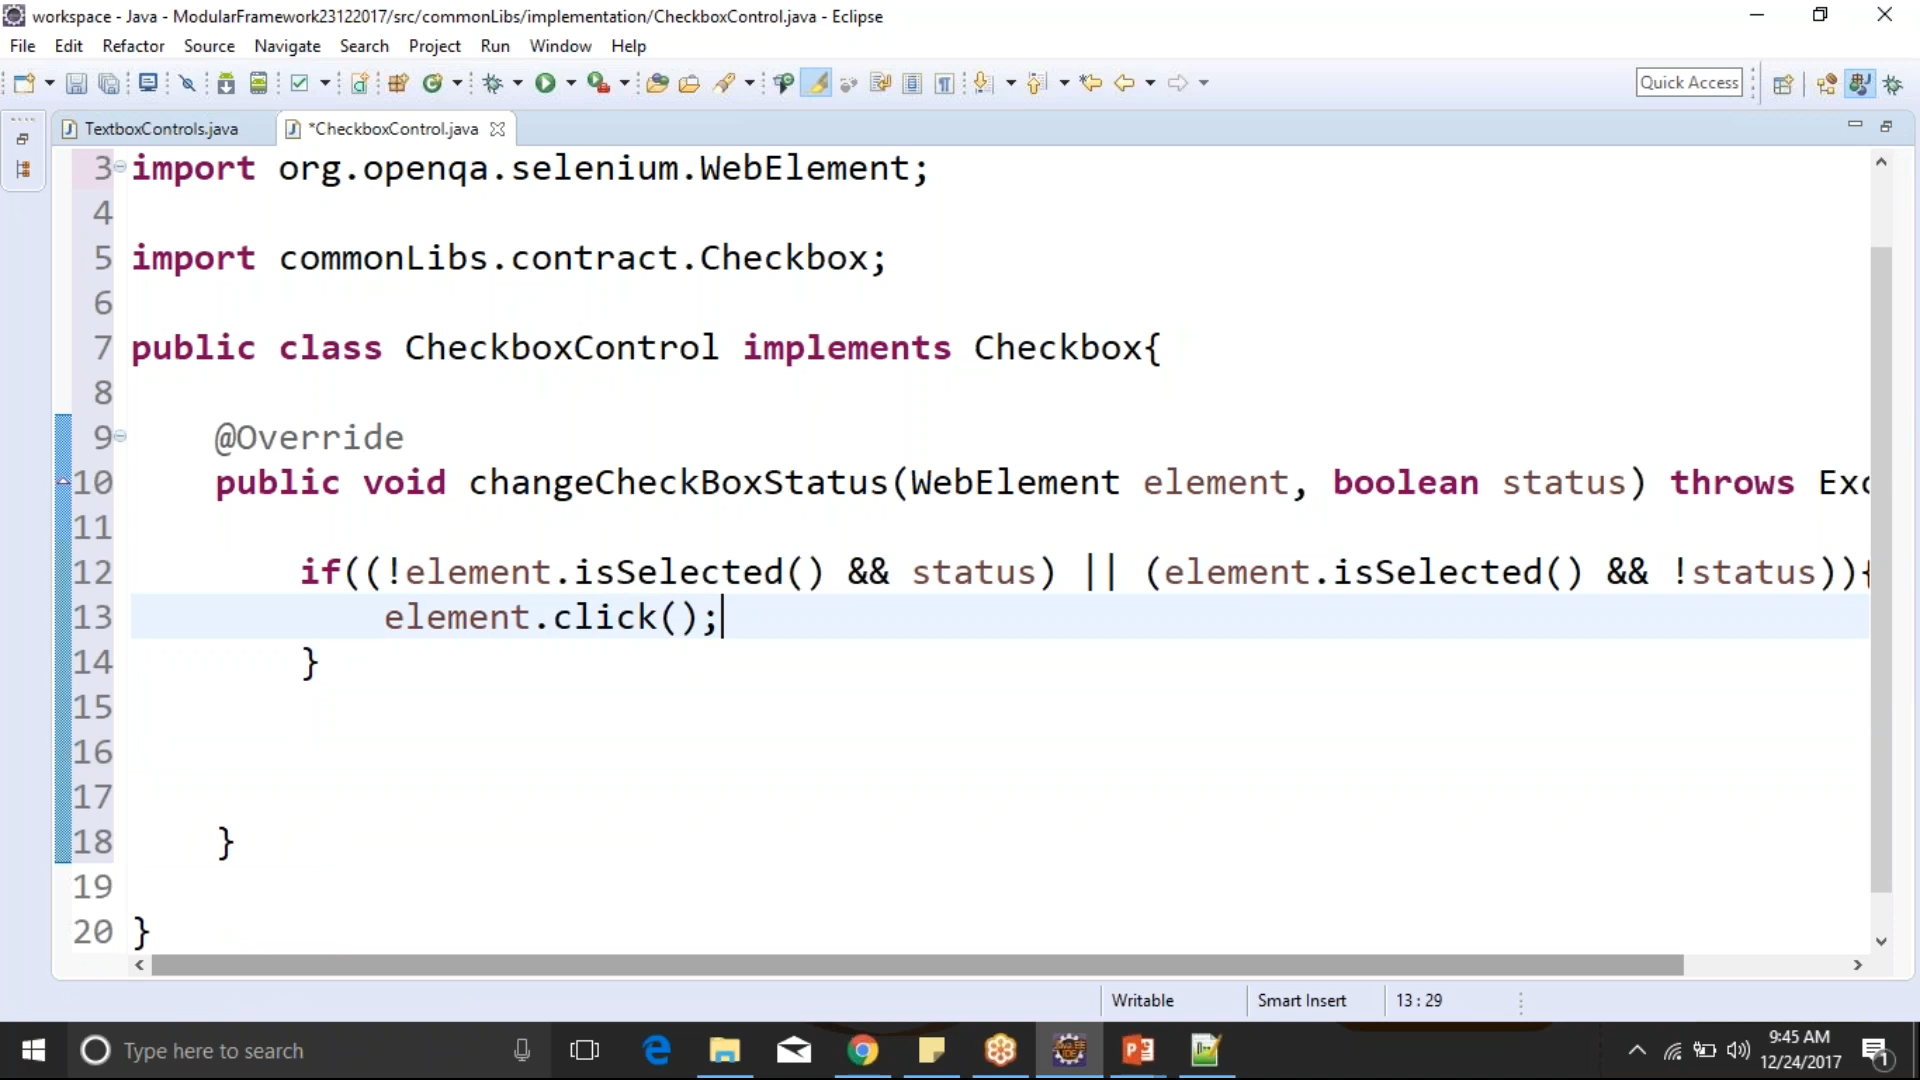 workspace - Java - ModularFramework23122017/src/commonLibs/implementation/CheckboxControl.java - Eclipse
File Edit Refactor Source Navigate Search Project Run Window Help
Quick Access
TextboxControls.java *CheckboxControl.java
3 import org.openqa.selenium.WebElement;
4
5 import commonLibs.contract.Checkbox;
6
7 public class CheckboxControl implements Checkbox{
8
9 @Override
10 public void changeCheckBoxStatus(WebElement element, boolean status) throws Exc
11
12 if((!element.isSelected() && status) || (element.isSelected() && !status)){
13 element.click();
14 }
15
16
17
18 }
19
20 }
Writable Smart Insert 13 : 29
Type here to search
9:45 AM
12/24/2017
1